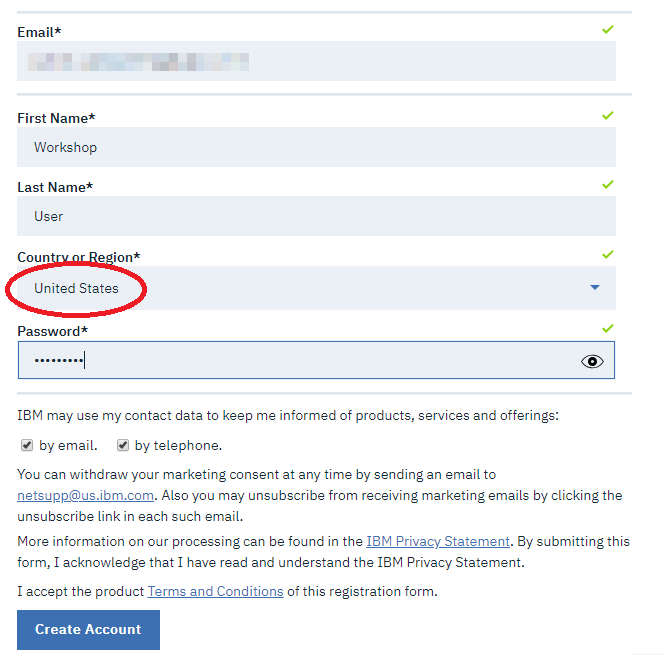 Email*
First Name*
Workshop
Last Name*
User
Country or Region*
United States
Password*
•••••••••
IBM may use my contact data to keep me informed of products, services and offerings:
by email. by telephone.
You can withdraw your marketing consent at any time by sending an email to
netsupp@us.ibm.com. Also you may unsubscribe from receiving marketing emails by clicking the
unsubscribe link in each such email.
More information on our processing can be found in the IBM Privacy Statement. By submitting this
form, I acknowledge that I have read and understand the IBM Privacy Statement.
I accept the product Terms and Conditions of this registration form.
Create Account